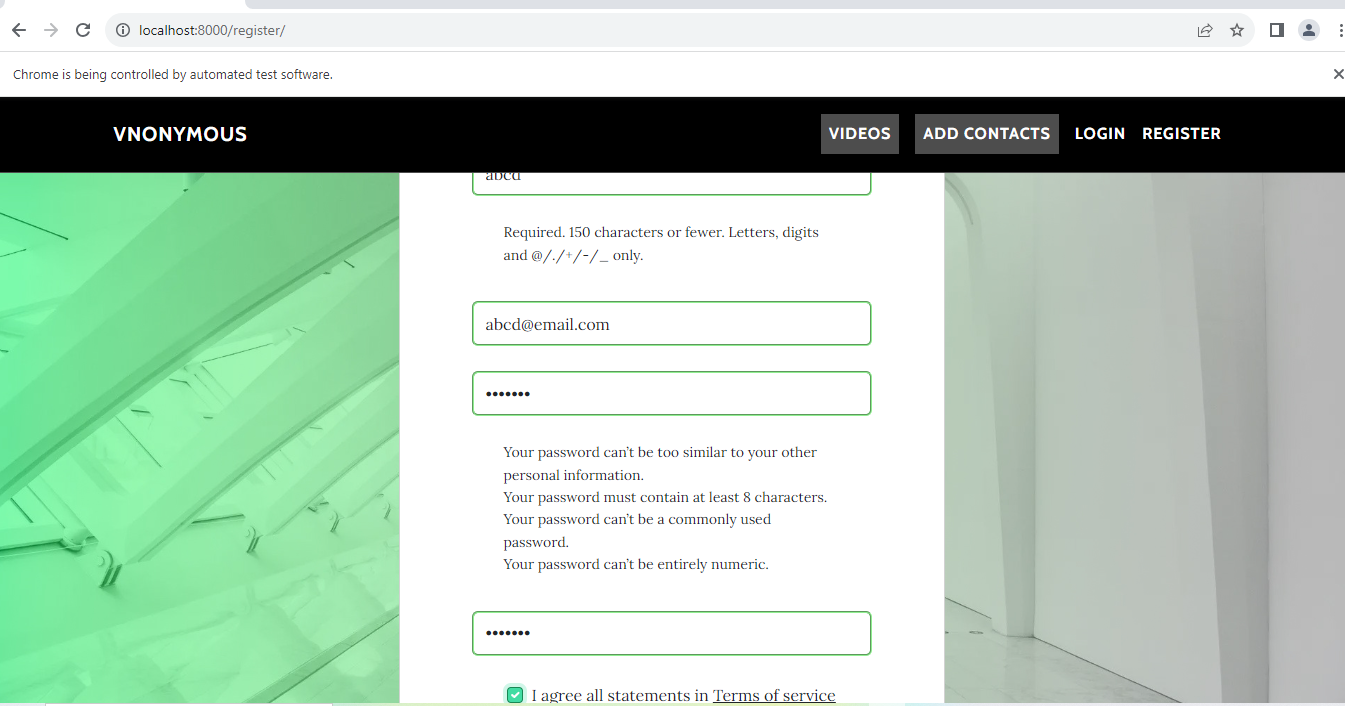 localhost:8000/register/
Chrome is being controlled by automated test software.
VNONYMOUS
VIDEOS
ADD CONTACTS
LOGIN
REGISTER
abcd
Required. 150 characters or fewer. Letters, digits
and @/./+/-/_ only.
abcd@email.com
•••••••
Your password can’t be too similar to your other
personal information.
Your password must contain at least 8 characters.
Your password can’t be a commonly used
password.
Your password can’t be entirely numeric.
•••••••
I agree all statements in Terms of service